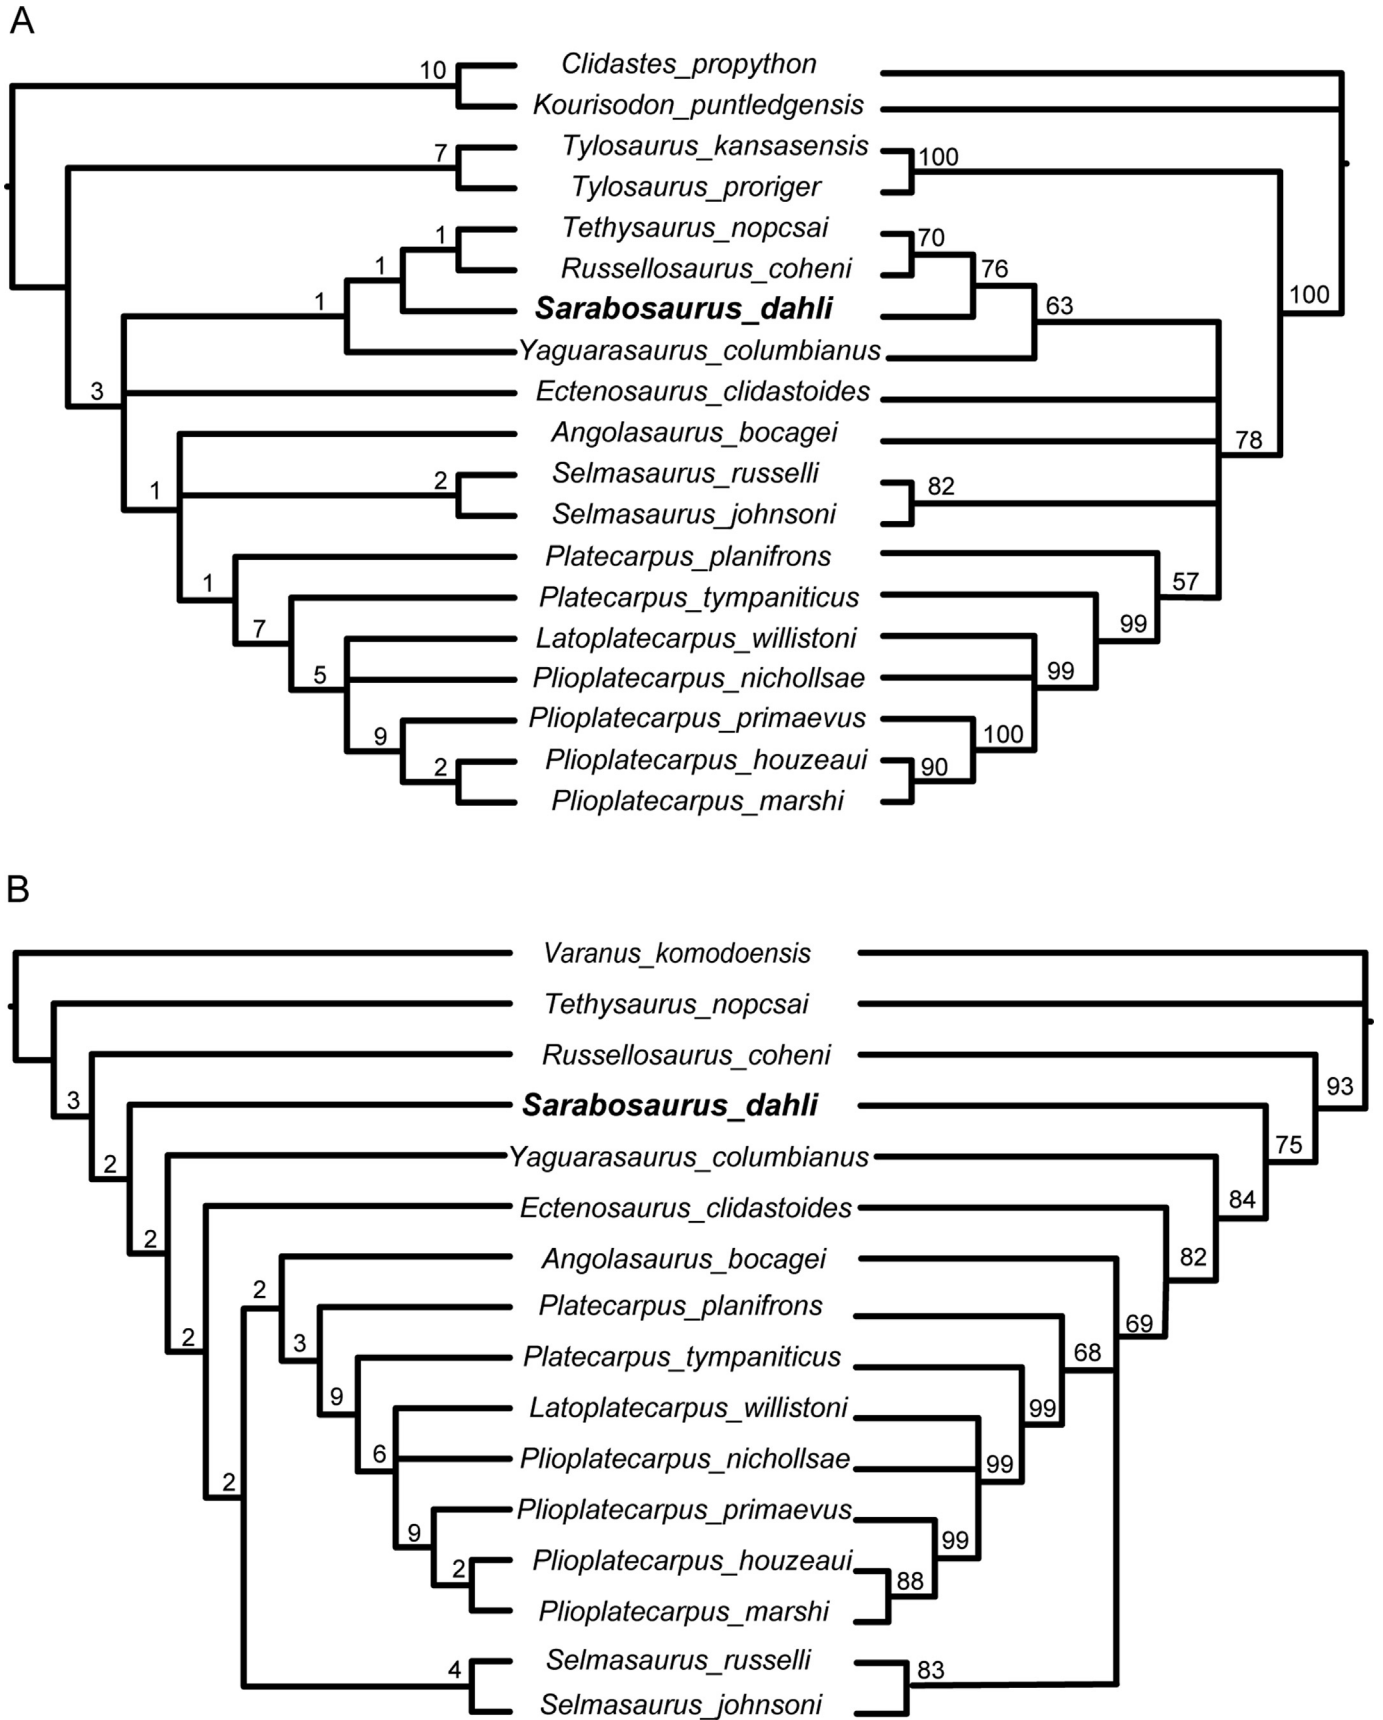 A
10 Clidastes_propython
Kourisodon_puntledgensis
7 Tylosaurus_kansasensis 100
Tylosaurus_proriger
1 Tethysaurus_nopcsai 70
1 Russellosaurus_coheni 76
1 Sarabosaurus_dahli 63 100
Yaguarasaurus_columbianus
3 Ectenosaurus_clidastoides
Angolasaurus_bocagei 78
1 2 Selmasaurus_russelli 82
Selmasaurus_johnsoni
1 Platecarpus_planifrons 57
7 Platecarpus_tympaniticus 99
5 Latoplatecarpus_willistoni 99
Plioplatecarpus_nichollsae
9 Plioplatecarpus_primaevus 100
2 Plioplatecarpus_houzeaui 90
Plioplatecarpus_marshi
B
Varanus_komodoensis
Tethysaurus_nopcsai
Russellosaurus_coheni 93
3 Sarabosaurus_dahli 75
2 Yaguarasaurus_columbianus 84
2 Ectenosaurus_clidastoides 82
2 Angolasaurus_bocagei
2 3 Platecarpus_planifrons 69
9 Platecarpus_tympaniticus 68
6 Latoplatecarpus_willistoni 99
2 Plioplatecarpus_nichollsae 99
9 Plioplatecarpus_primaevus 99
2 Plioplatecarpus_houzeaui 88
Plioplatecarpus_marshi
4 Selmasaurus_russelli 83
Selmasaurus_johnsoni